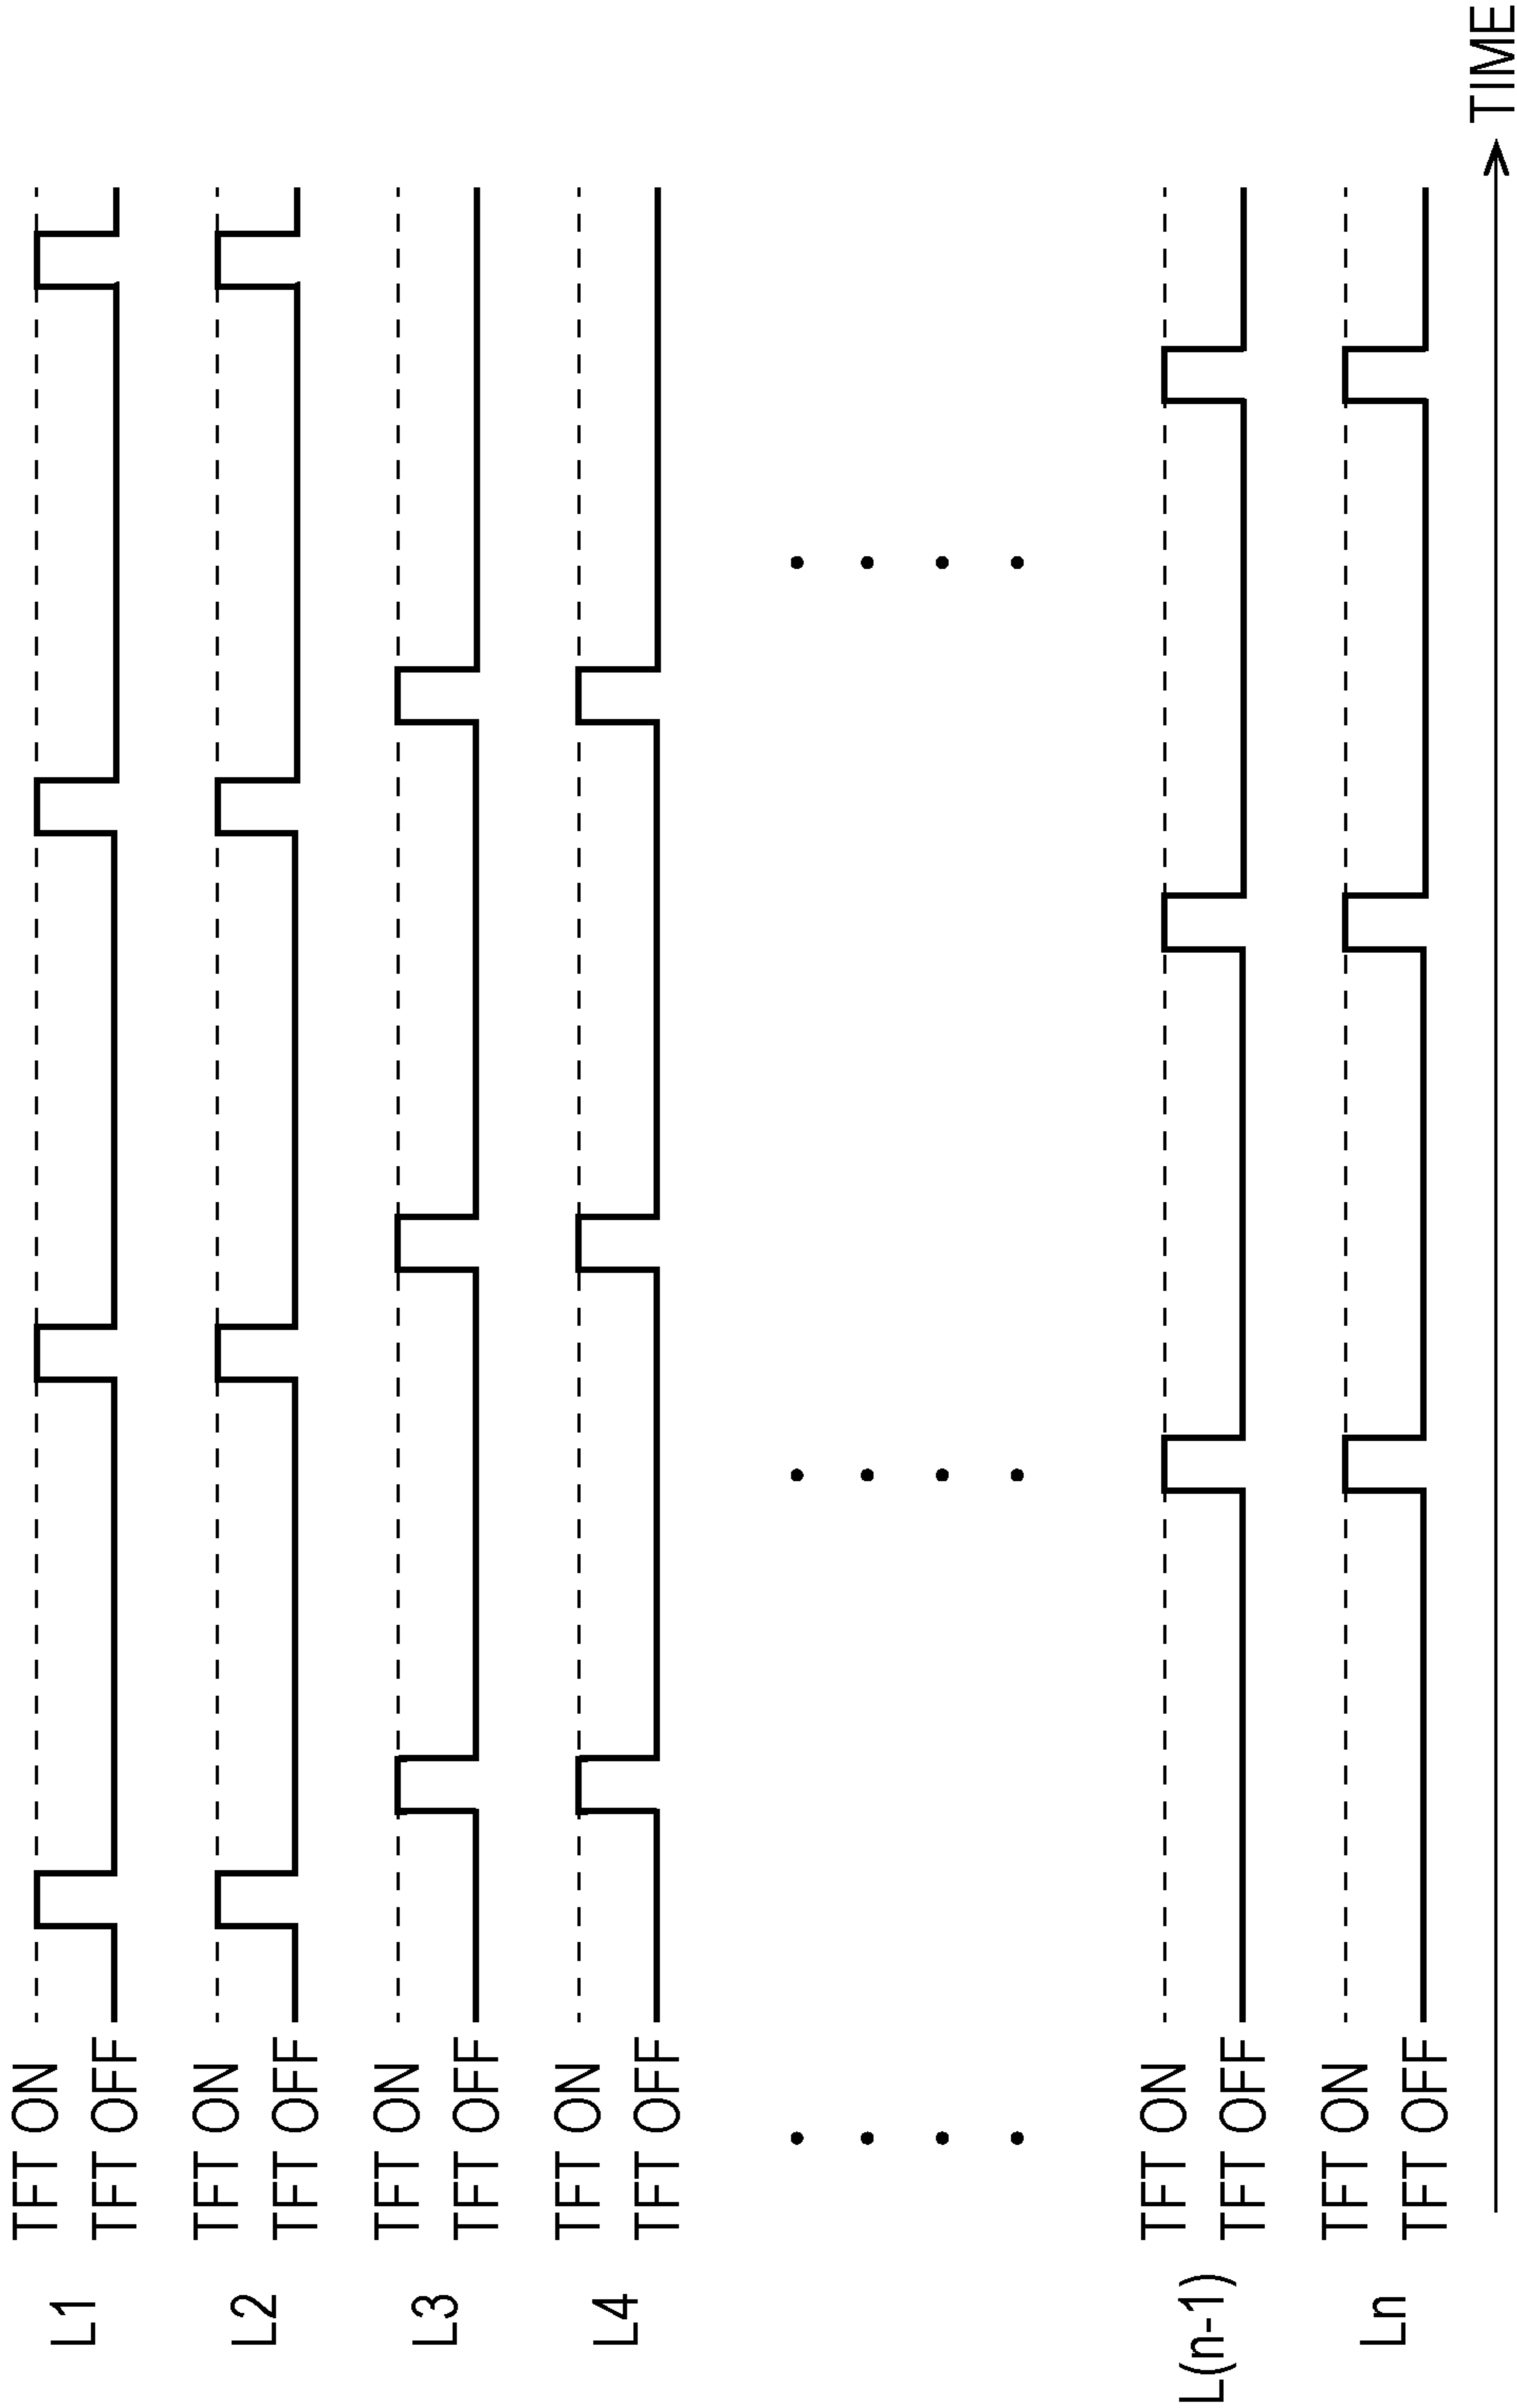 L1
TFT ON
TFT OFF
L2
TFT ON
TFT OFF
L3
TFT ON
TFT OFF
L4
TFT ON
TFT OFF
L(n-1)
TFT ON
TFT OFF
Ln
TFT ON
TFT OFF
TIME